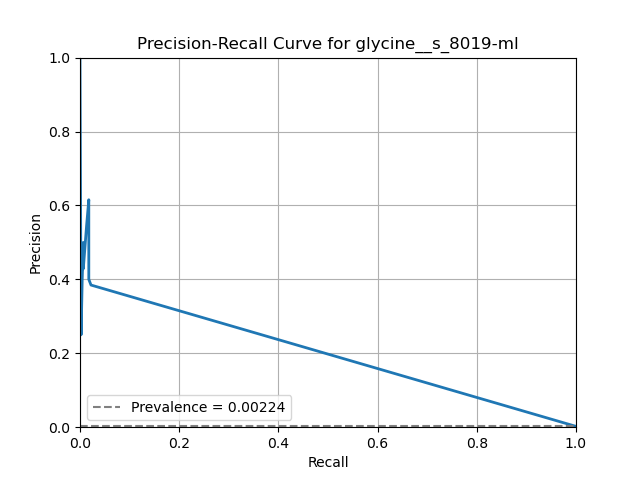 Precision-Recall Curve for glycine__s_8019-ml
1.0
0.8
0.6
0.4
0.2
0.0
Precision
Prevalence = 0.00224
0.0 0.2 0.4 0.6 0.8 1.0
Recall